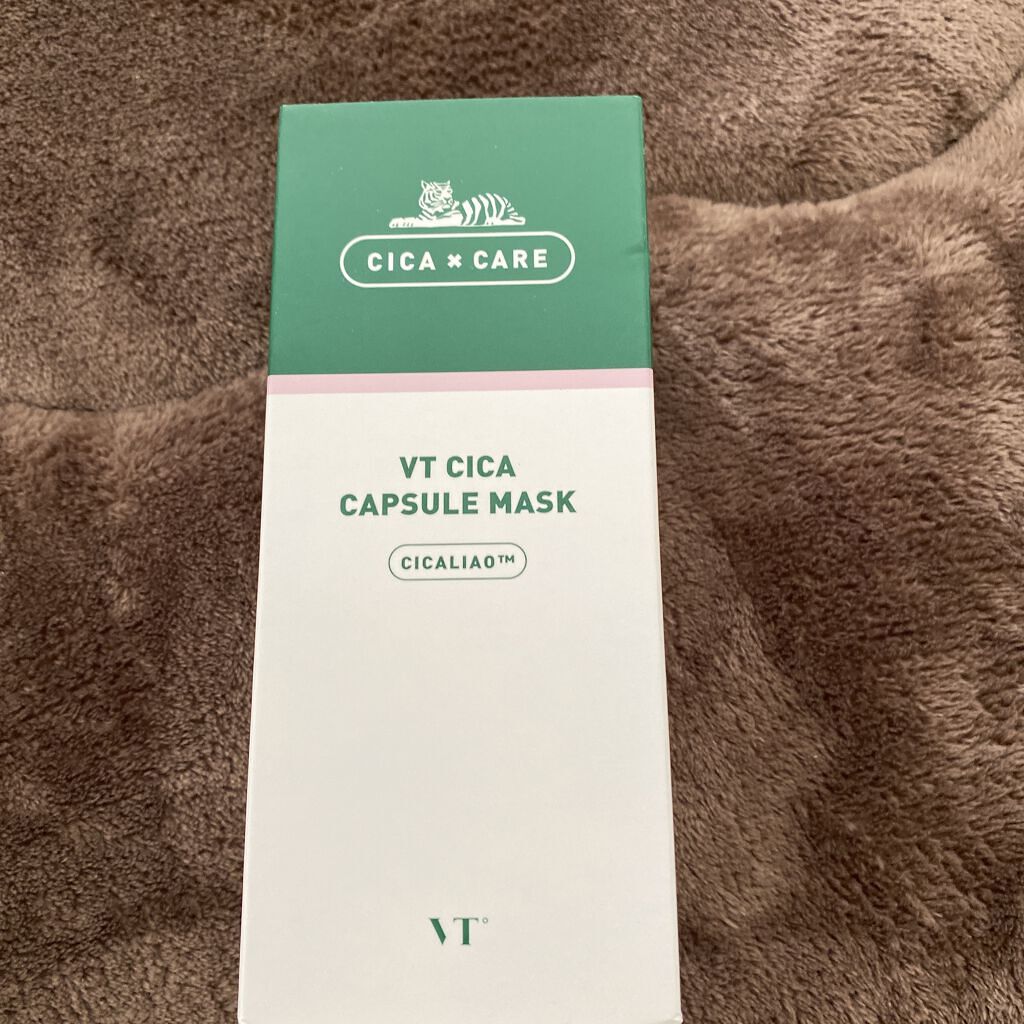 CICA × CARE
VT CICA
CAPSULE MASK
CICALIAO™
VT°